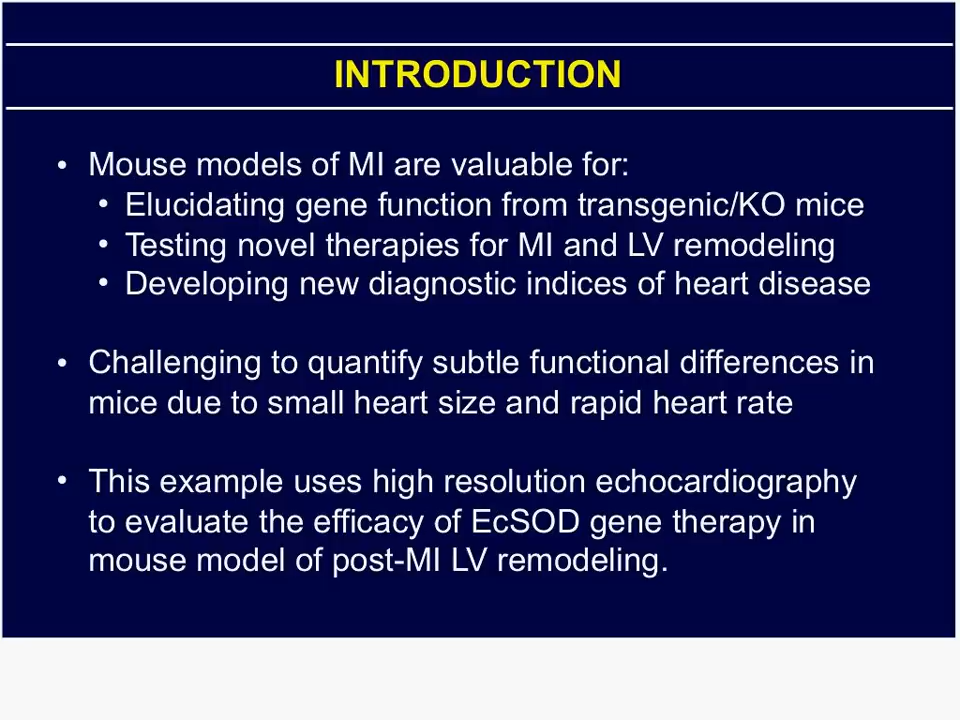 INTRODUCTION
• Mouse models of MI are valuable for:
• Elucidating gene function from transgenic/KO mice
• Testing novel therapies for MI and LV remodeling
• Developing new diagnostic indices of heart disease
• Challenging to quantify subtle functional differences in
mice due to small heart size and rapid heart rate
• This example uses high resolution echocardiography
to evaluate the efficacy of EcSOD gene therapy in
mouse model of post-MI LV remodeling.